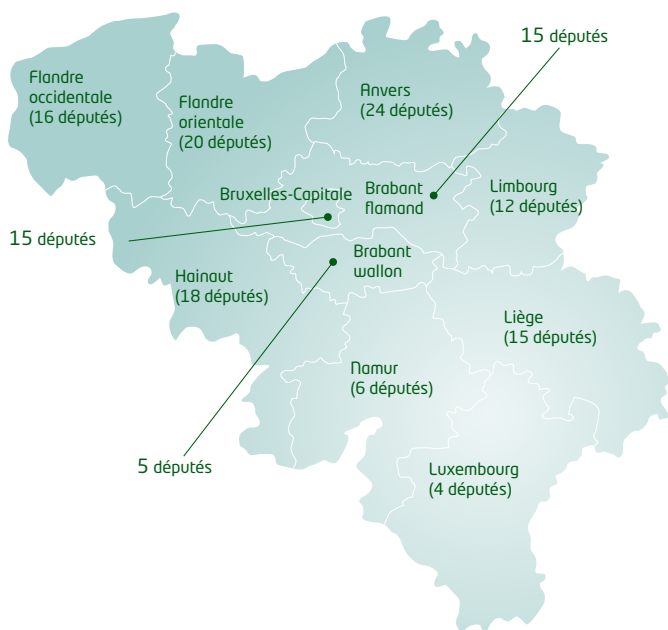 15 députés
Flandre
occidentale
(16 députés)
Flandre
orientale
(20 députés)
Anvers
(24 députés)
Bruxelles-Capitale
Brabant
flamand
Limbourg
(12 députés)
15 députés
Brabant
wallon
Hainaut
(18 députés)
Liège
(15 députés)
Namur
(6 députés)
5 députés
Luxembourg
(4 députés)